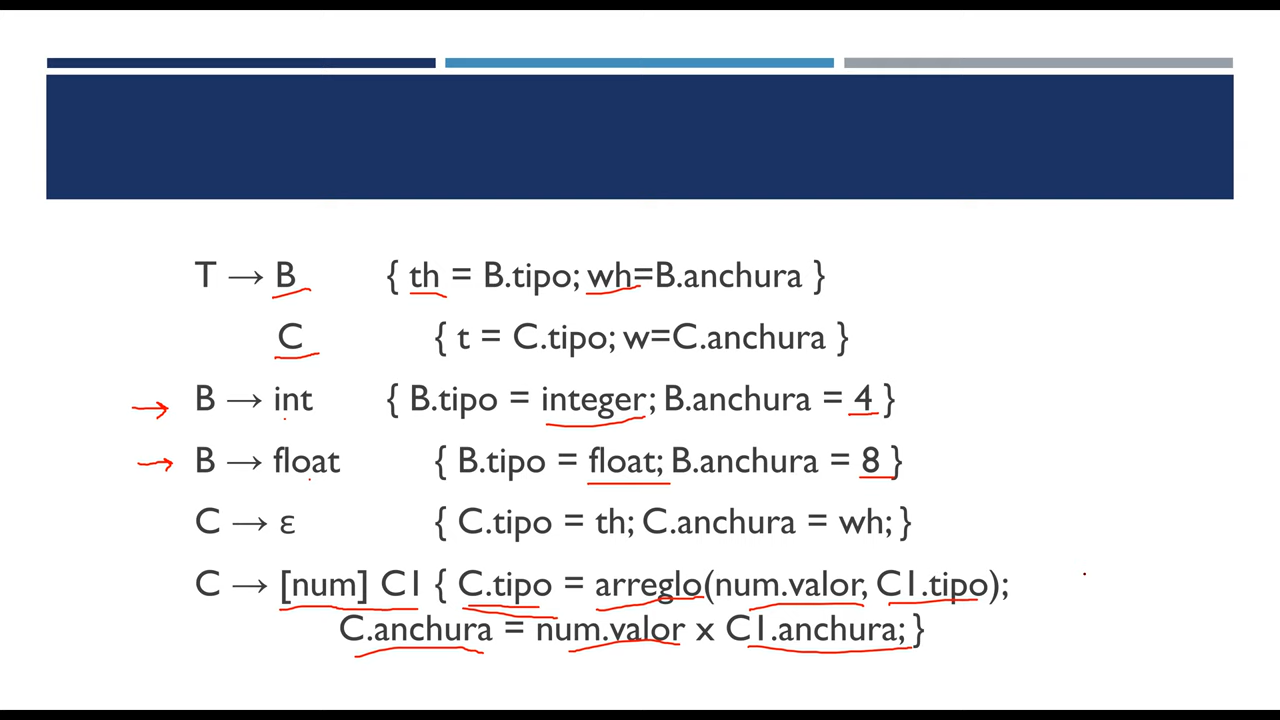 T → B { th = B.tipo; wh=B.anchura }
C { t = C.tipo; w=C.anchura }
B → int { B.tipo = integer; B.anchura = 4 }
B → float { B.tipo = float; B.anchura = 8 }
C → ε { C.tipo = th; C.anchura = wh; }
C → [num] C1 { C.tipo = arreglo(num.valor, C1.tipo);
C.anchura = num.valor x C1.anchura; }